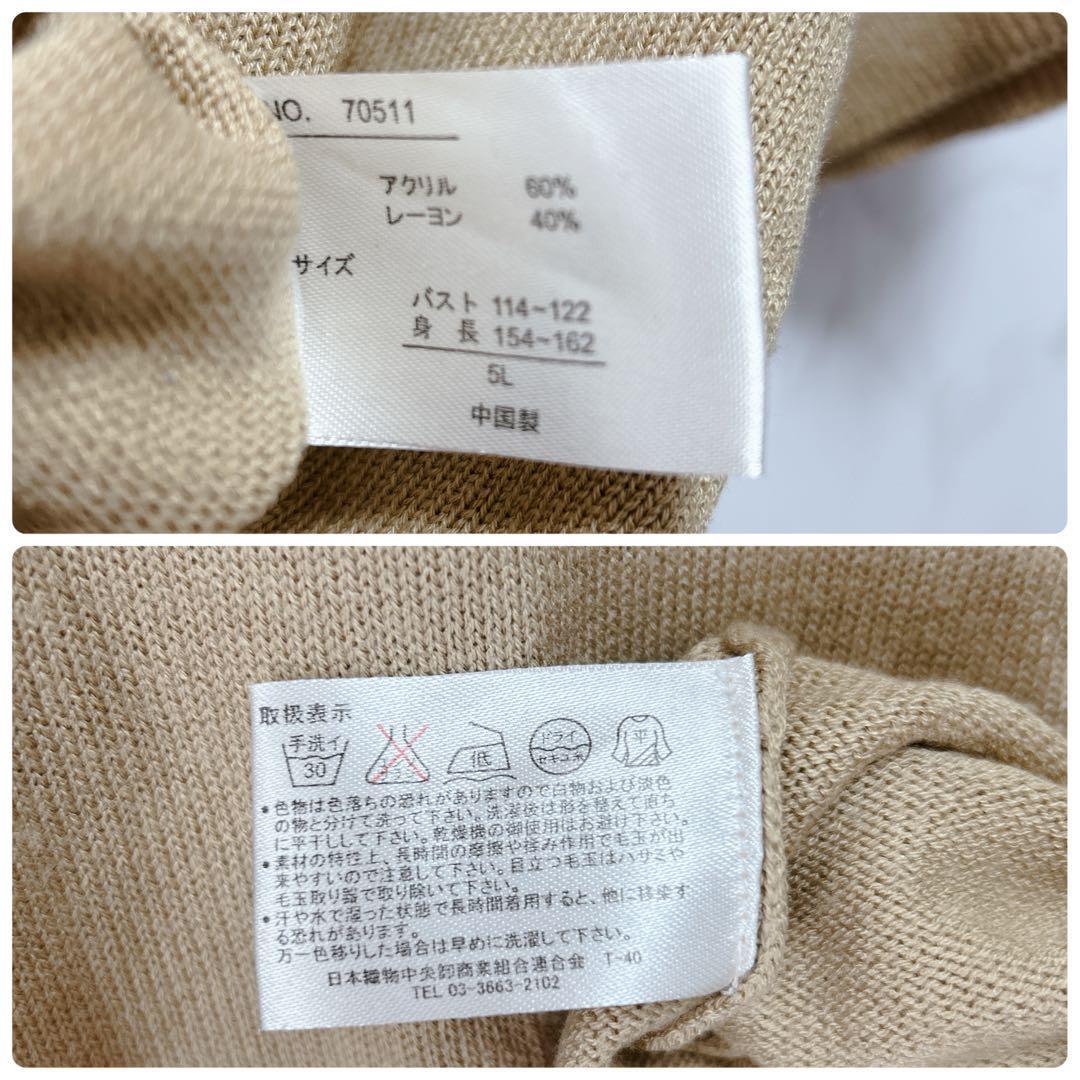 NO. 70511
アクリル 60%
レーヨン 40%
サイズ
バスト 114~122
身長 154~162
5L
中国製
取扱表示
手洗イ
30
エンソサラシ
低
ドライ
セキユ系
平
●色物は色落ちの恐れがありますので白物および淡色
の物と分けて洗って下さい。洗濯後は形を整えて直ち
に平干しして下さい。乾燥機の御使用はお避け下さい。
●素材の特性上、長時間の摩擦や揉み作用で毛玉が出
来やすいので注意して下さい。目立つ毛玉はハサミや
毛玉取り器で取り除いて下さい。
●汗や水で湿った状態で長時間着用すると、他に移染す
る恐れがあります。
万一色移りした場合は早めに洗濯して下さい。
日本織物中央卸商業組合連合会 T-40
TEL 03-3663-2102